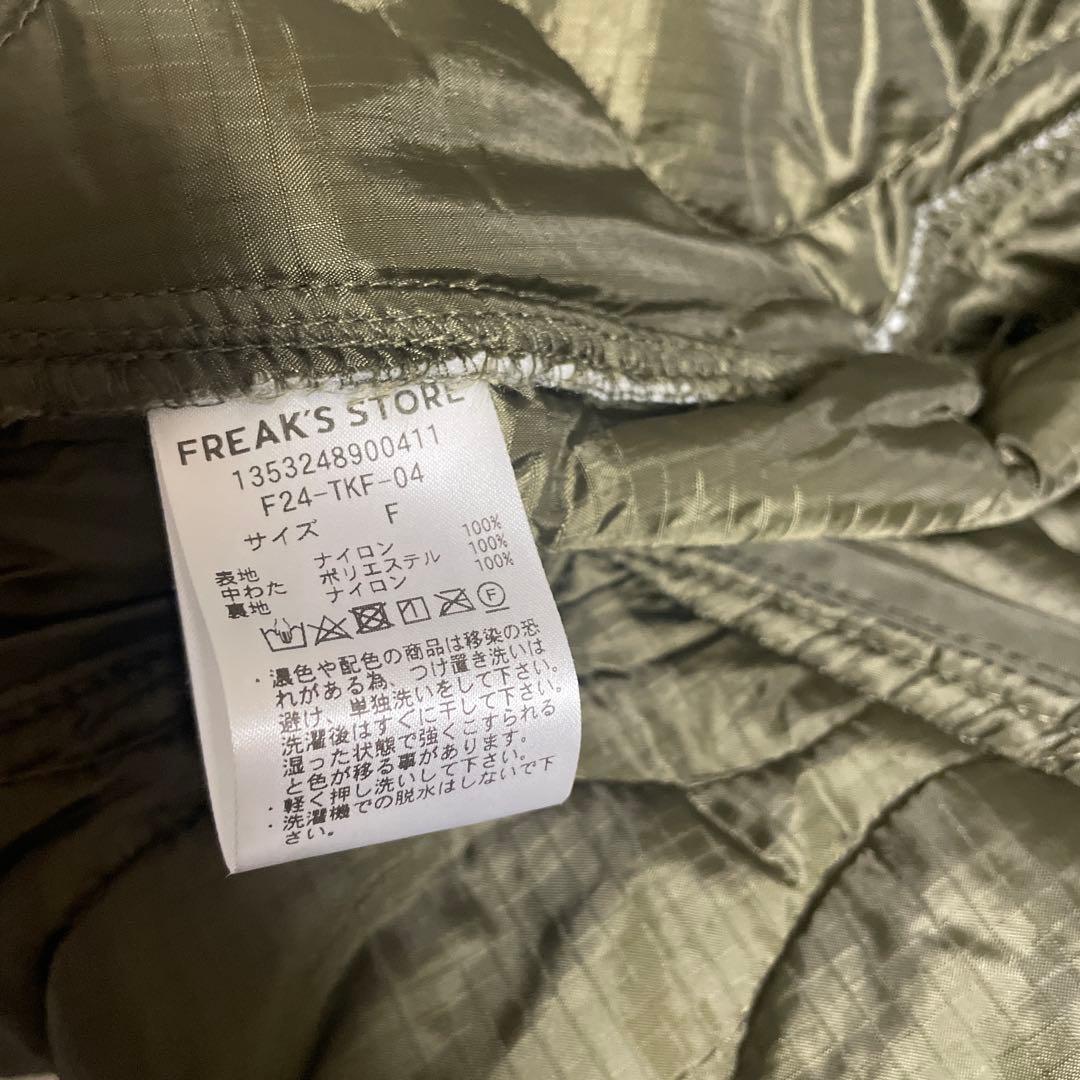 FREAK'S STORE
1353248900411
F24-TKF-04
サイズ F
表地 ナイロン 100%
中わた ポリエステル 100%
裏地 ナイロン 100%
F
・濃色や配色の商品は移染の恐
れがある為、つけ置き洗いは
避け、単独洗いをして下さい。
洗濯後はすぐに干して下さい。
湿った状態で強くこすられる
と色が移る事があります。
・軽く押し洗いして下さい。
・洗濯機での脱水はしないで下
さい。